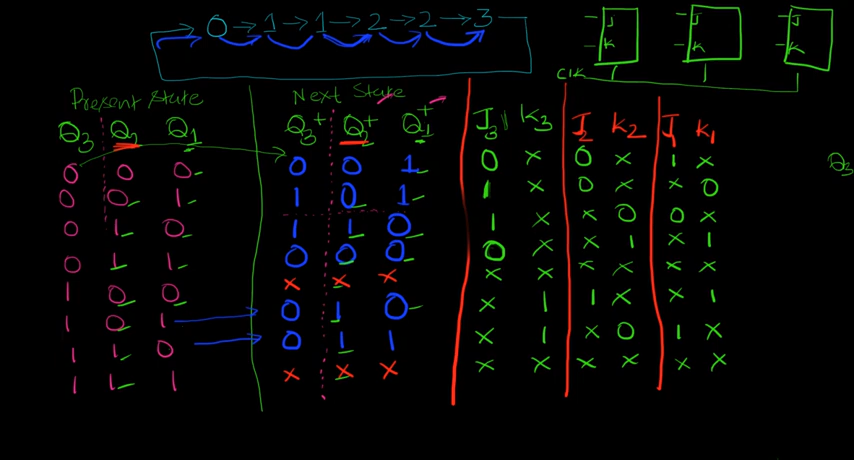 0 → 1 → 1 → 2 → 2 → 3
J J J
K K K
CLK
Present State Next State
Q3 Q2 Q1 Q3+ Q2+ Q1+ J3 K3 J2 K2 J1 K1
0 0 0 0 0 1 0 x 0 x 1 x
Q3
0 0 1 1 0 1 1 x 0 x x 0
0 1 0 1 1 0 1 x x 0 0 x
0 1 1 0 0 0 0 x x 1 x 1
1 0 0 x x x x x x x x x
1 0 1 0 1 0 x 1 1 x x 1
1 1 0 0 1 1 x 1 x 0 1 x
1 1 1 x x x x x x x x x